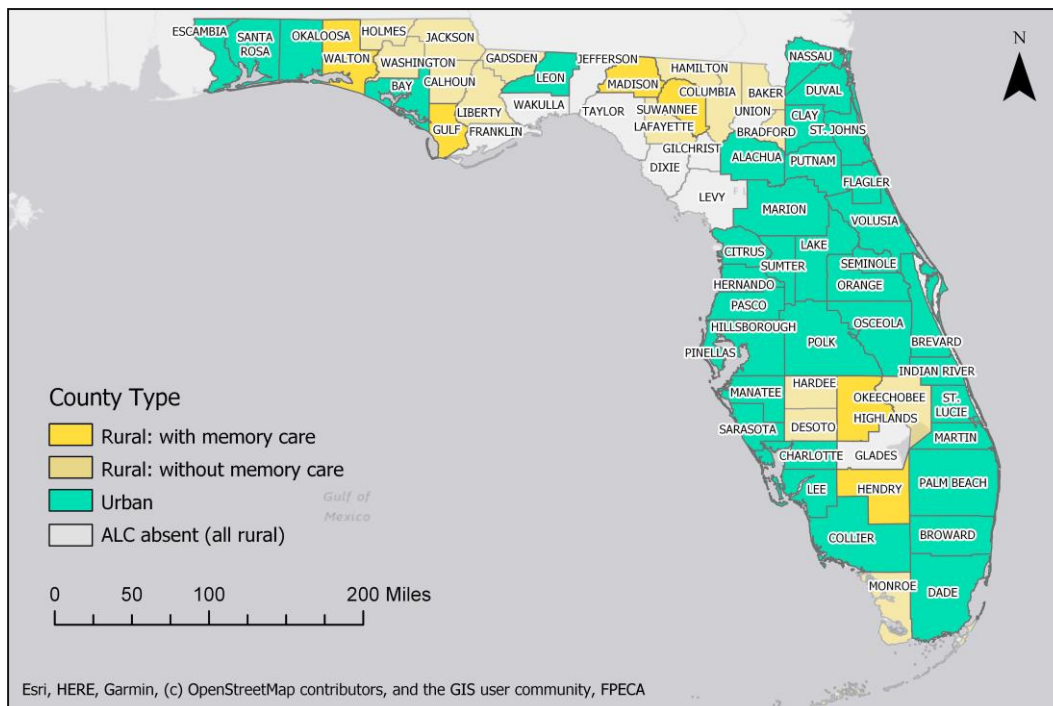 ESCAMBIA
SANTA
ROSA
OKALOOSA
WALTON
HOLMES
WASHINGTON
BAY
JACKSON
CALHOUN
GULF
LIBERTY
FRANKLIN
GADSDEN
LEON
WAKULLA
JEFFERSON
MADISON
TAYLOR
HAMILTON
SUWANNEE
LAFAYETTE
COLUMBIA
BAKER
UNION
BRADFORD
GILCHRIST
DIXIE
LEVY
NASSAU
DUVAL
CLAY
ST. JOHNS
ALACHUA
PUTNAM
FLAGLER
MARION
VOLUSIA
CITRUS
LAKE
SUMTER
SEMINOLE
HERNANDO
ORANGE
PASCO
HILLSBOROUGH
OSCEOLA
POLK
BREVARD
PINELLAS
INDIAN RIVER
HARDEE
MANATEE
OKEECHOBEE
ST.
LUCIE
HIGHLANDS
SARASOTA
DESOTO
MARTIN
CHARLOTTE
GLADES
LEE
HENDRY
PALM BEACH
COLLIER
BROWARD
MONROE
DADE
N
F L
Gulf of
Mexico
County Type
Rural: with memory care
Rural: without memory care
Urban
ALC absent (all rural)
0 50 100 200 Miles
Esri, HERE, Garmin, (c) OpenStreetMap contributors, and the GIS user community, FPECA